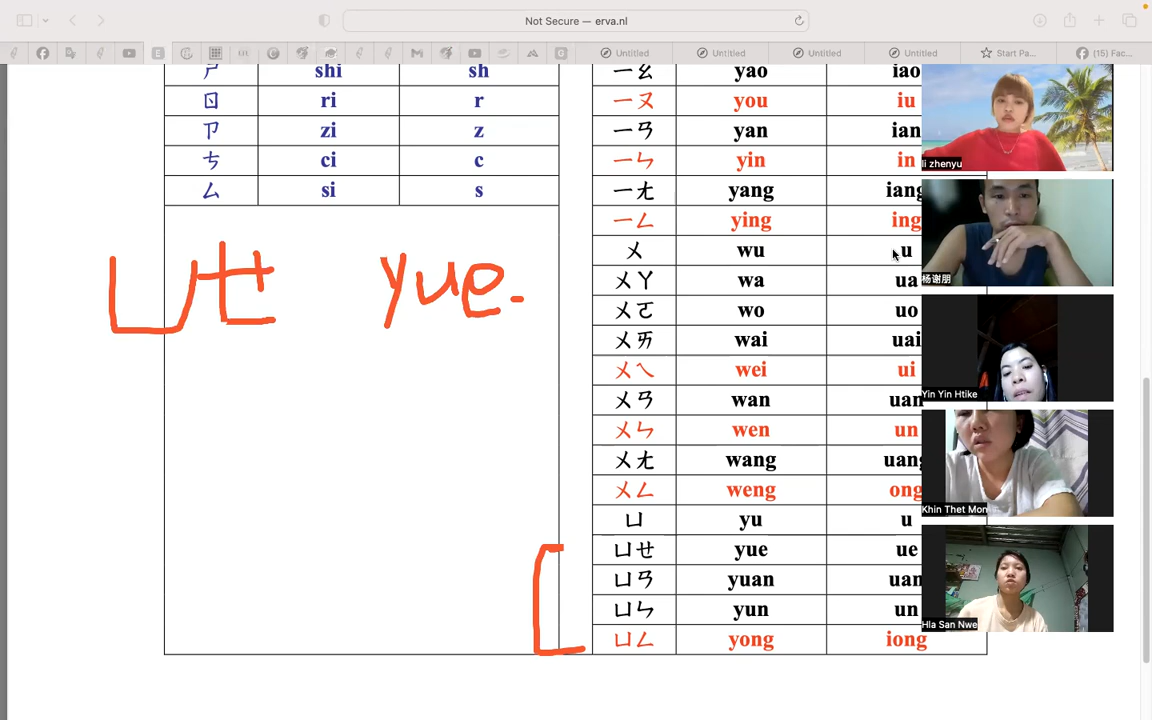 Not Secure — erva.nl
Untitled
Untitled
Untitled
Untitled
Start Pa...
(15) Fac...
ㄕ shi sh
ㄖ ri r
ㄗ zi z
ㄘ ci c
ㄙ si s
ㄩㄝ yue.
ㄧㄠ yao iao
ㄧㄡ you iu
ㄧㄢ yan ian
ㄧㄣ yin in
ㄧㄤ yang iang
ㄧㄥ ying ing
ㄨ wu u
ㄨㄚ wa ua
ㄨㄛ wo uo
ㄨㄞ wai uai
ㄨㄟ wei ui
ㄨㄢ wan uan
ㄨㄣ wen un
ㄨㄤ wang uang
ㄨㄥ weng ong
ㄩ yu u
ㄩㄝ yue ue
ㄩㄢ yuan uan
ㄩㄣ yun un
ㄩㄥ yong iong
li zhenyu
杨谢朋
Yin Yin Htike
Khin Thet Mon
Hla San Nwe